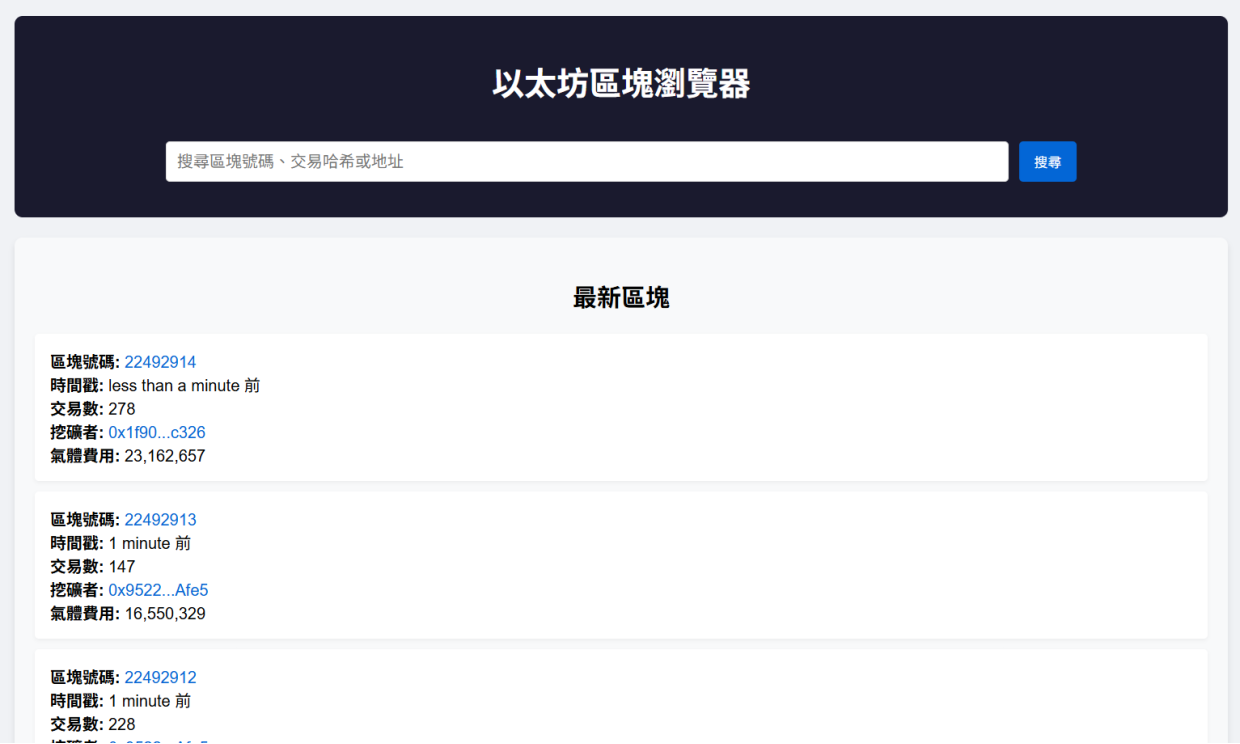 以太坊區塊瀏覽器
搜尋區塊號碼、交易哈希或地址
搜尋
最新區塊
區塊號碼: 22492914
時間戳: less than a minute 前
交易數: 278
挖礦者: 0x1f90...c326
氣體費用: 23,162,657
區塊號碼: 22492913
時間戳: 1 minute 前
交易數: 147
挖礦者: 0x9522...Afe5
氣體費用: 16,550,329
區塊號碼: 22492912
時間戳: 1 minute 前
交易數: 228